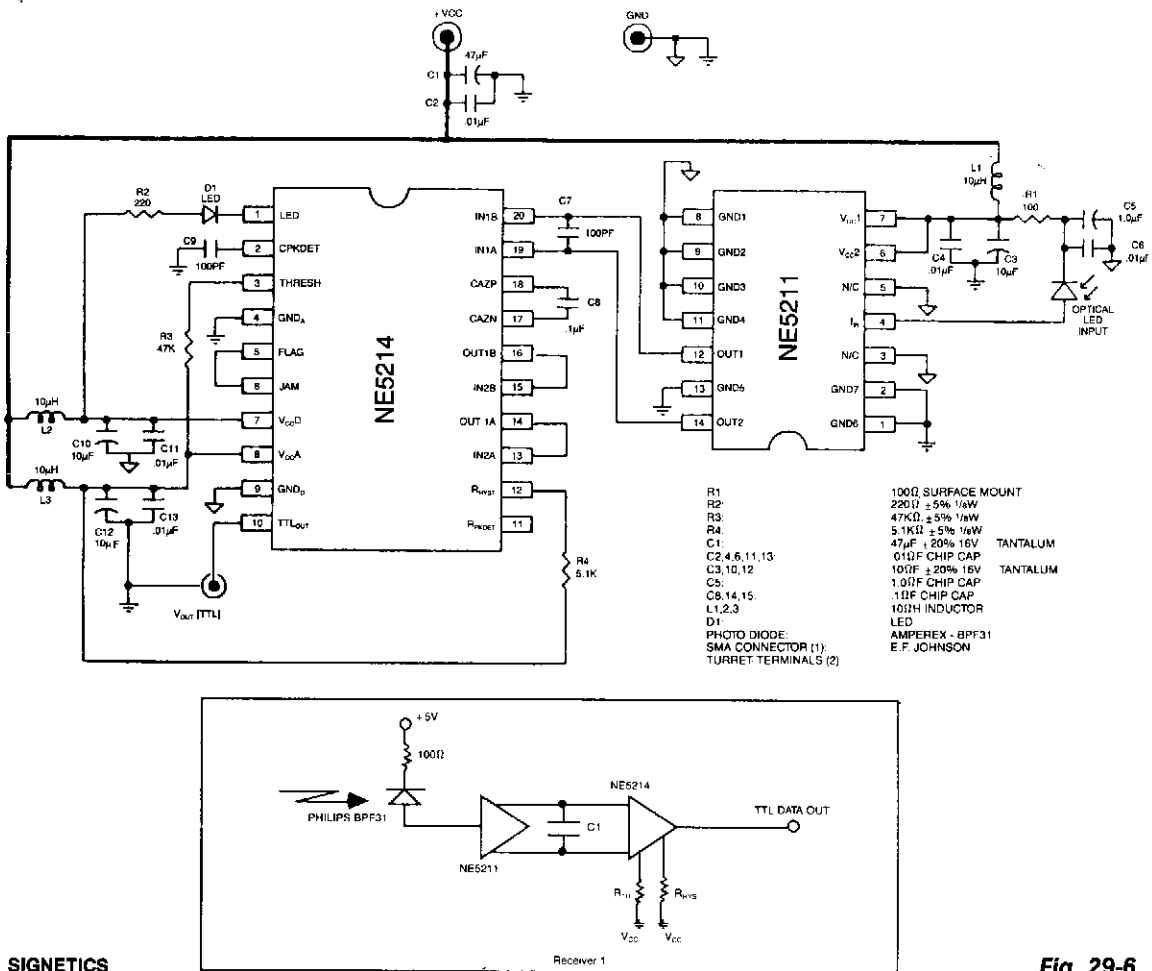 + VCC
GND
47µF
C1
C2
.01µF
L1
10µH
R2
220
D1
LED
R1
100
C5
1.0µF
C6
.01µF
C4
.01µF
C3
10µF
OPTICAL
LED
INPUT
C9
100PF
R3
47K
10µH
L2
C10
10µF
C11
.01µF
10µH
L3
C12
10µF
C13
.01µF
VOUT [TTL]
NE5214
1 LED
2 CPKDET
3 THRESH
4 GNDA
5 FLAG
6 JAM
7 VCCD
8 VCCA
9 GNDD
10 TTLOUT
IN1B 20
IN1A 19
CAZP 18
CAZN 17
OUT1B 16
IN2B 15
OUT 1A 14
IN2A 13
RHYST 12
RPKDET 11
C7
100PF
C8
.1µF
R4
5.1K
NE5211
8 GND1
9 GND2
10 GND3
11 GND4
12 OUT1
13 GND5
14 OUT2
VCC1 7
VCC2 6
N/C 5
IIN 4
N/C 3
GND7 2
GND6 1
R1 100Ω SURFACE MOUNT
R2: 220Ω ±5% 1/8W
R3: 47KΩ ±5% 1/8W
R4: 5.1KΩ ±5% 1/8W
C1: 47µF ±20% 16V TANTALUM
C2,4,6,11,13: .01ΩF CHIP CAP
C3,10,12 10ΩF ±20% 16V TANTALUM
C5: 1.0ΩF CHIP CAP
C8,14,15: .1ΩF CHIP CAP
L1,2,3 10ΩH INDUCTOR
D1: LED
PHOTO DIODE: AMPEREX - BPF31
SMA CONNECTOR (1): E.F. JOHNSON
TURRET TERMINALS (2)
+ 5V
100Ω
PHILIPS BPF31
NE5211
C1
NE5214
TTL DATA OUT
RTH
RHYS
VCC
VCC
Receiver 1
SIGNETICS
Fig. 29-6